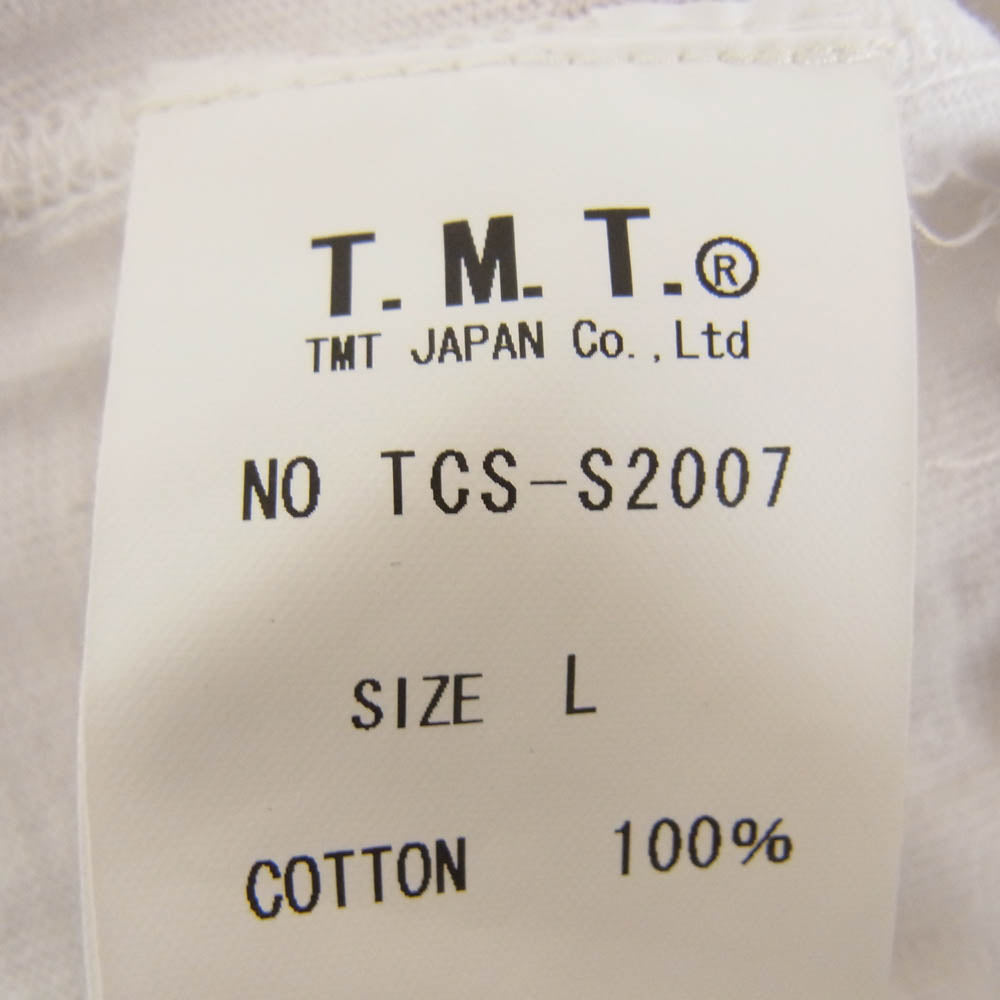 T. M. T.®
TMT JAPAN Co.,Ltd
NO TCS-S2007
SIZE L
COTTON 100%